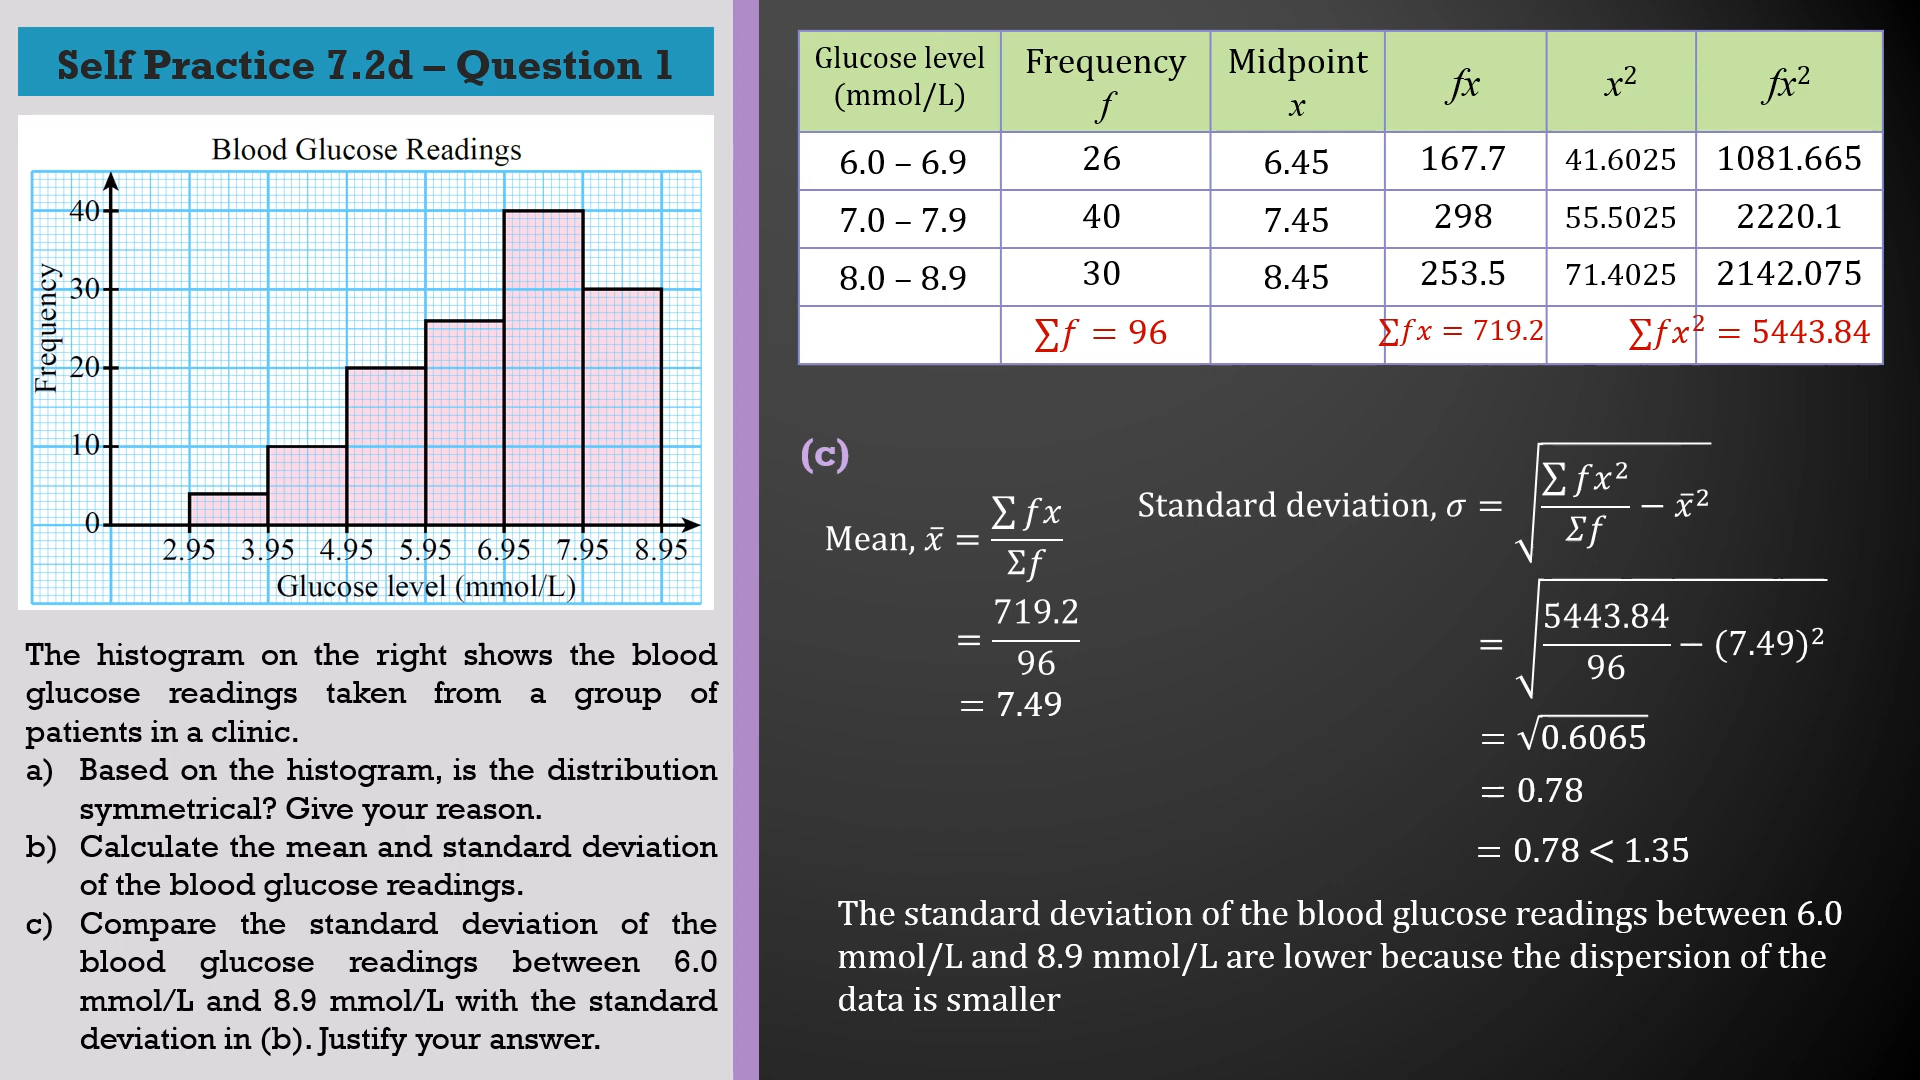 Self Practice 7.2d – Question 1
Blood Glucose Readings
Frequency
40
30
20
10
0
2.95 3.95 4.95 5.95 6.95 7.95 8.95
Glucose level (mmol/L)
The histogram on the right shows the blood
glucose readings taken from a group of
patients in a clinic.
a) Based on the histogram, is the distribution
symmetrical? Give your reason.
b) Calculate the mean and standard deviation
of the blood glucose readings.
c) Compare the standard deviation of the
blood glucose readings between 6.0
mmol/L and 8.9 mmol/L with the standard
deviation in (b). Justify your answer.
Glucose level (mmol/L) Frequency f Midpoint x fx x² fx²
6.0 – 6.9 26 6.45 167.7 41.6025 1081.665
7.0 – 7.9 40 7.45 298 55.5025 2220.1
8.0 – 8.9 30 8.45 253.5 71.4025 2142.075
∑f = 96 ∑fx = 719.2 ∑fx² = 5443.84
(c)
Mean, x̄ = ∑ fx / Σf
= 719.2 / 96
= 7.49
Standard deviation, σ = √(∑ fx² / Σf − x̄²)
= √(5443.84 / 96 − (7.49)²)
= √0.6065
= 0.78
= 0.78 < 1.35
The standard deviation of the blood glucose readings between 6.0
mmol/L and 8.9 mmol/L are lower because the dispersion of the
data is smaller